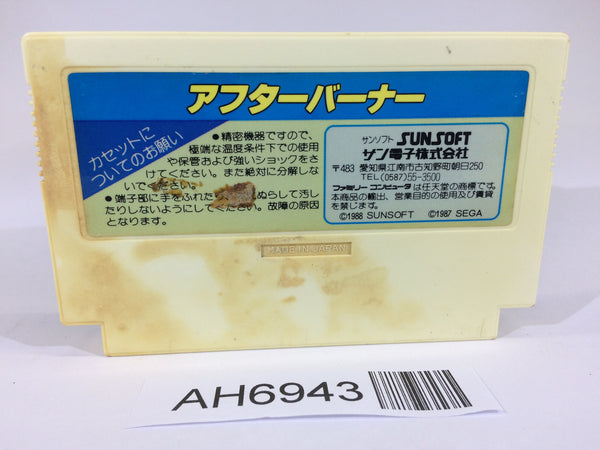 アフターバーナー
カセットに
ついてのお願い
●精密機器ですので、
極端な温度条件下での使用
や保管および強いショックをさ
けてください。また絶対に分解しな
いでください。
●端子部に手をふれた ぬらして汚し
たりしないようにしてください。故障の原因
となります。
サンソフト SUNSOFT
サン電子株式会社
〒483 愛知県江南市古知野町朝日250
TEL(0587)55-3500
ファミリー コンピュータは任天堂の商標です。
本商品の輸出、営業目的の使用及び賃貸
を禁じます。
©1988 SUNSOFT ©1987 SEGA
MADE IN JAPAN
AH6943